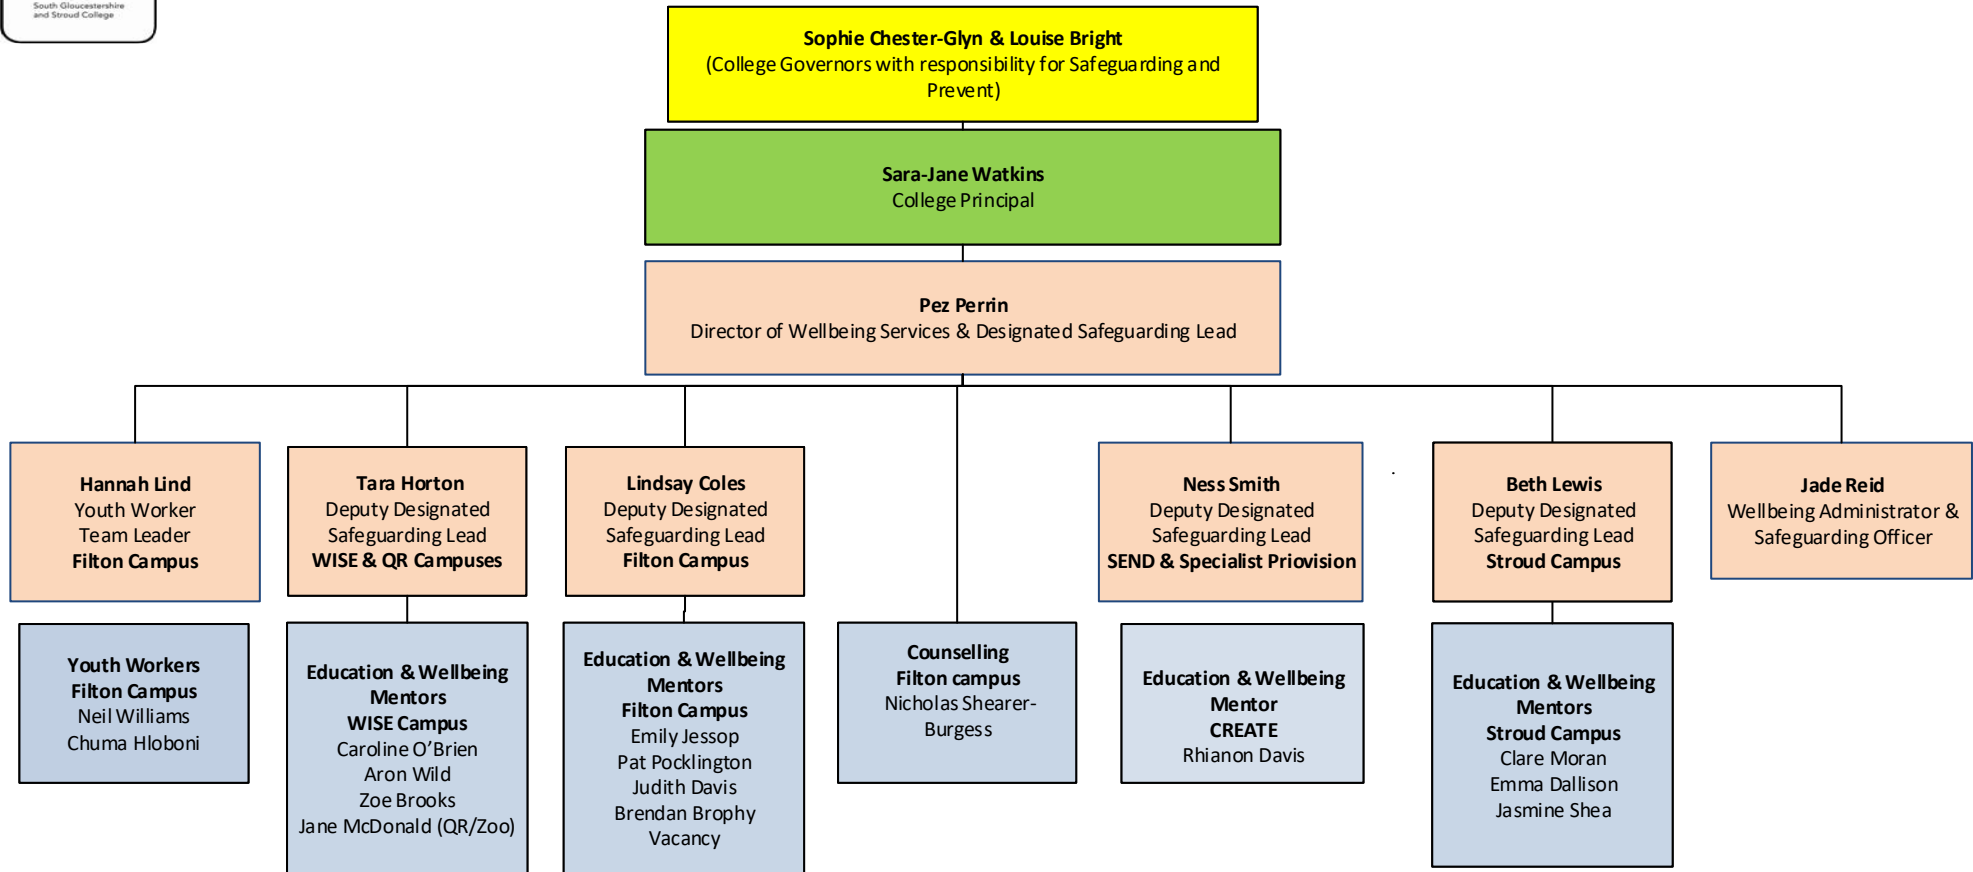 South Gloucestershire
and Stroud College
Sophie Chester-Glyn & Louise Bright
(College Governors with responsibility for Safeguarding and
Prevent)
Sara-Jane Watkins
College Principal
Pez Perrin
Director of Wellbeing Services & Designated Safeguarding Lead
Hannah Lind
Youth Worker
Team Leader
Filton Campus
Tara Horton
Deputy Designated
Safeguarding Lead
WISE & QR Campuses
Lindsay Coles
Deputy Designated
Safeguarding Lead
Filton Campus
Ness Smith
Deputy Designated
Safeguarding Lead
SEND & Specialist Priovision
.
Beth Lewis
Deputy Designated
Safeguarding Lead
Stroud Campus
Jade Reid
Wellbeing Administrator &
Safeguarding Officer
Youth Workers
Filton Campus
Neil Williams
Chuma Hloboni
Education & Wellbeing
Mentors
WISE Campus
Caroline O’Brien
Aron Wild
Zoe Brooks
Jane McDonald (QR/Zoo)
Education & Wellbeing
Mentors
Filton Campus
Emily Jessop
Pat Pocklington
Judith Davis
Brendan Brophy
Vacancy
Counselling
Filton campus
Nicholas Shearer-
Burgess
Education & Wellbeing
Mentor
CREATE
Rhianon Davis
Education & Wellbeing
Mentors
Stroud Campus
Clare Moran
Emma Dallison
Jasmine Shea